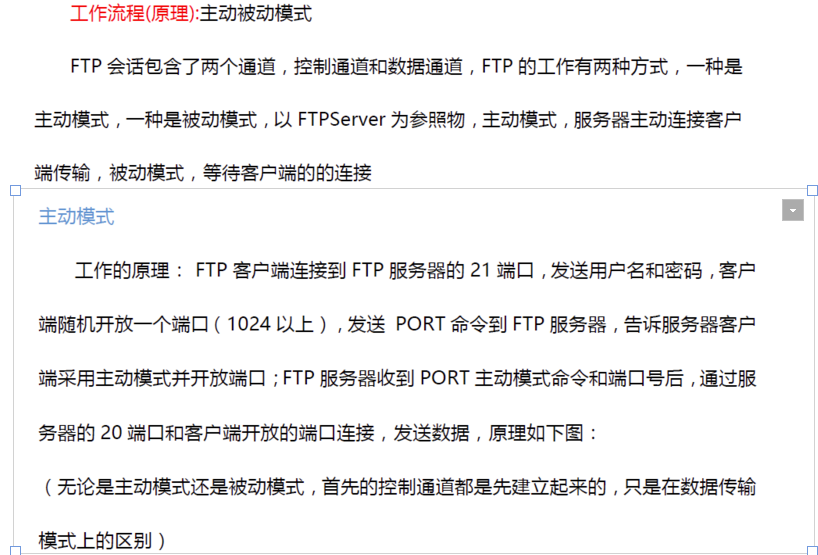 工作流程(原理):主动被动模式
FTP 会话包含了两个通道，控制通道和数据通道，FTP 的工作有两种方式，一种是
主动模式，一种是被动模式，以 FTPServer 为参照物，主动模式，服务器主动连接客户
端传输，被动模式，等待客户端的的连接
主动模式
工作的原理： FTP 客户端连接到 FTP 服务器的 21 端口，发送用户名和密码，客户
端随机开放一个端口（1024 以上），发送 PORT 命令到 FTP 服务器，告诉服务器客户
端采用主动模式并开放端口；FTP 服务器收到 PORT 主动模式命令和端口号后，通过服
务器的 20 端口和客户端开放的端口连接，发送数据，原理如下图：
（无论是主动模式还是被动模式，首先的控制通道都是先建立起来的，只是在数据传输
模式上的区别）